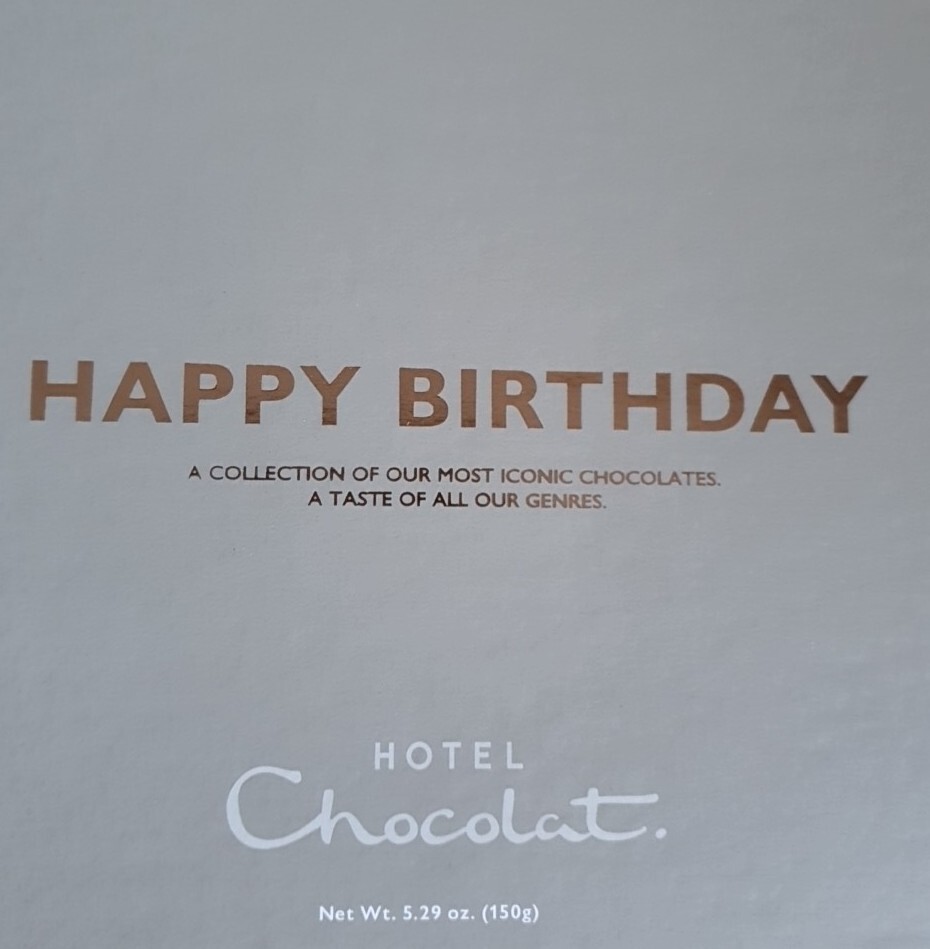 HAPPY BIRTHDAY
A COLLECTION OF OUR MOST ICONIC CHOCOLATES.
A TASTE OF ALL OUR GENRES.
HOTEL
Chocolat.
Net Wt. 5.29 oz. (150g)